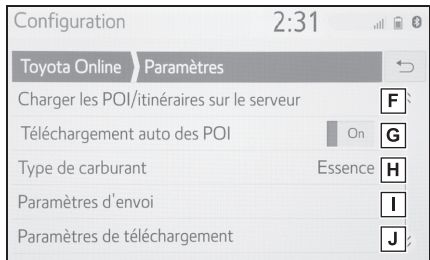 Configuration 2:31
Toyota Online Paramètres
Charger les POI/itinéraires sur le serveur F
Téléchargement auto des POI On G
Type de carburant Essence H
Paramètres d'envoi I
Paramètres de téléchargement J